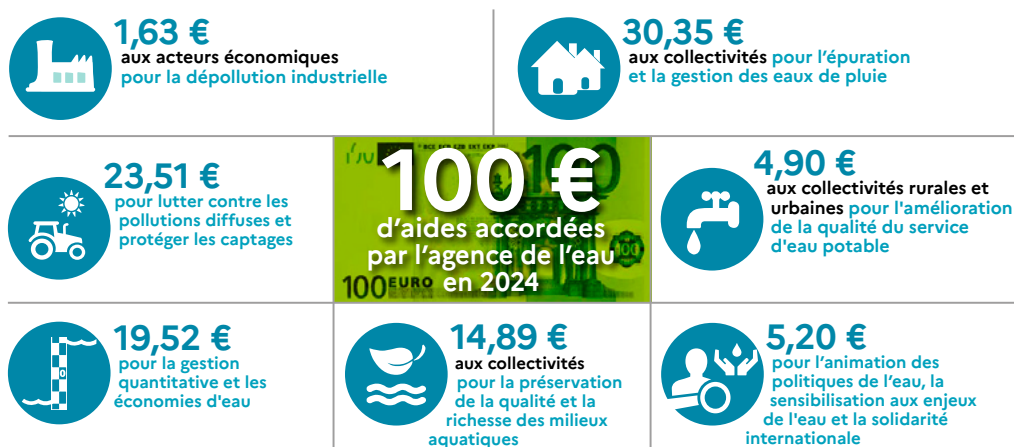 1,63 €
aux acteurs économiques
pour la dépollution industrielle
30,35 €
aux collectivités pour l'épuration
et la gestion des eaux de pluie
23,51 €
pour lutter contre les
pollutions diffuses et
protéger les captages
100 €
d'aides accordées
par l'agence de l'eau
en 2024
100 EURO
100
100
4,90 €
aux collectivités rurales et
urbaines pour l'amélioration
de la qualité du service
d'eau potable
19,52 €
pour la gestion
quantitative et les
économies d'eau
0
14,89 €
aux collectivités
pour la préservation
de la qualité et la
richesse des milieux
aquatiques
5,20 €
pour l'animation des
politiques de l'eau, la
sensibilisation aux enjeux
de l'eau et la solidarité
internationale